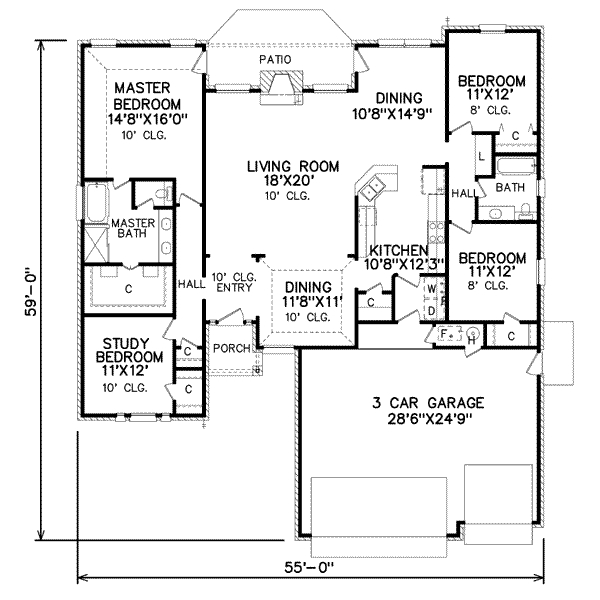 PATIO
MASTER
BEDROOM
14'8"X16'0"
10' CLG.
DINING
10'8"X14'9"
BEDROOM
11'X12'
8' CLG.
C
L
LIVING ROOM
18'X20'
10' CLG.
HALL
BATH
MASTER
BATH
KITCHEN
10'8"X12'3"
BEDROOM
11'X12'
8' CLG.
C
HALL
10' CLG.
ENTRY
DINING
11'8"X11'
10' CLG.
C
W
D
R
F
H
C
PORCH
STUDY
BEDROOM
11'X12'
10' CLG.
C
C
3 CAR GARAGE
28'6"X24'9"
59'-0"
55'-0"